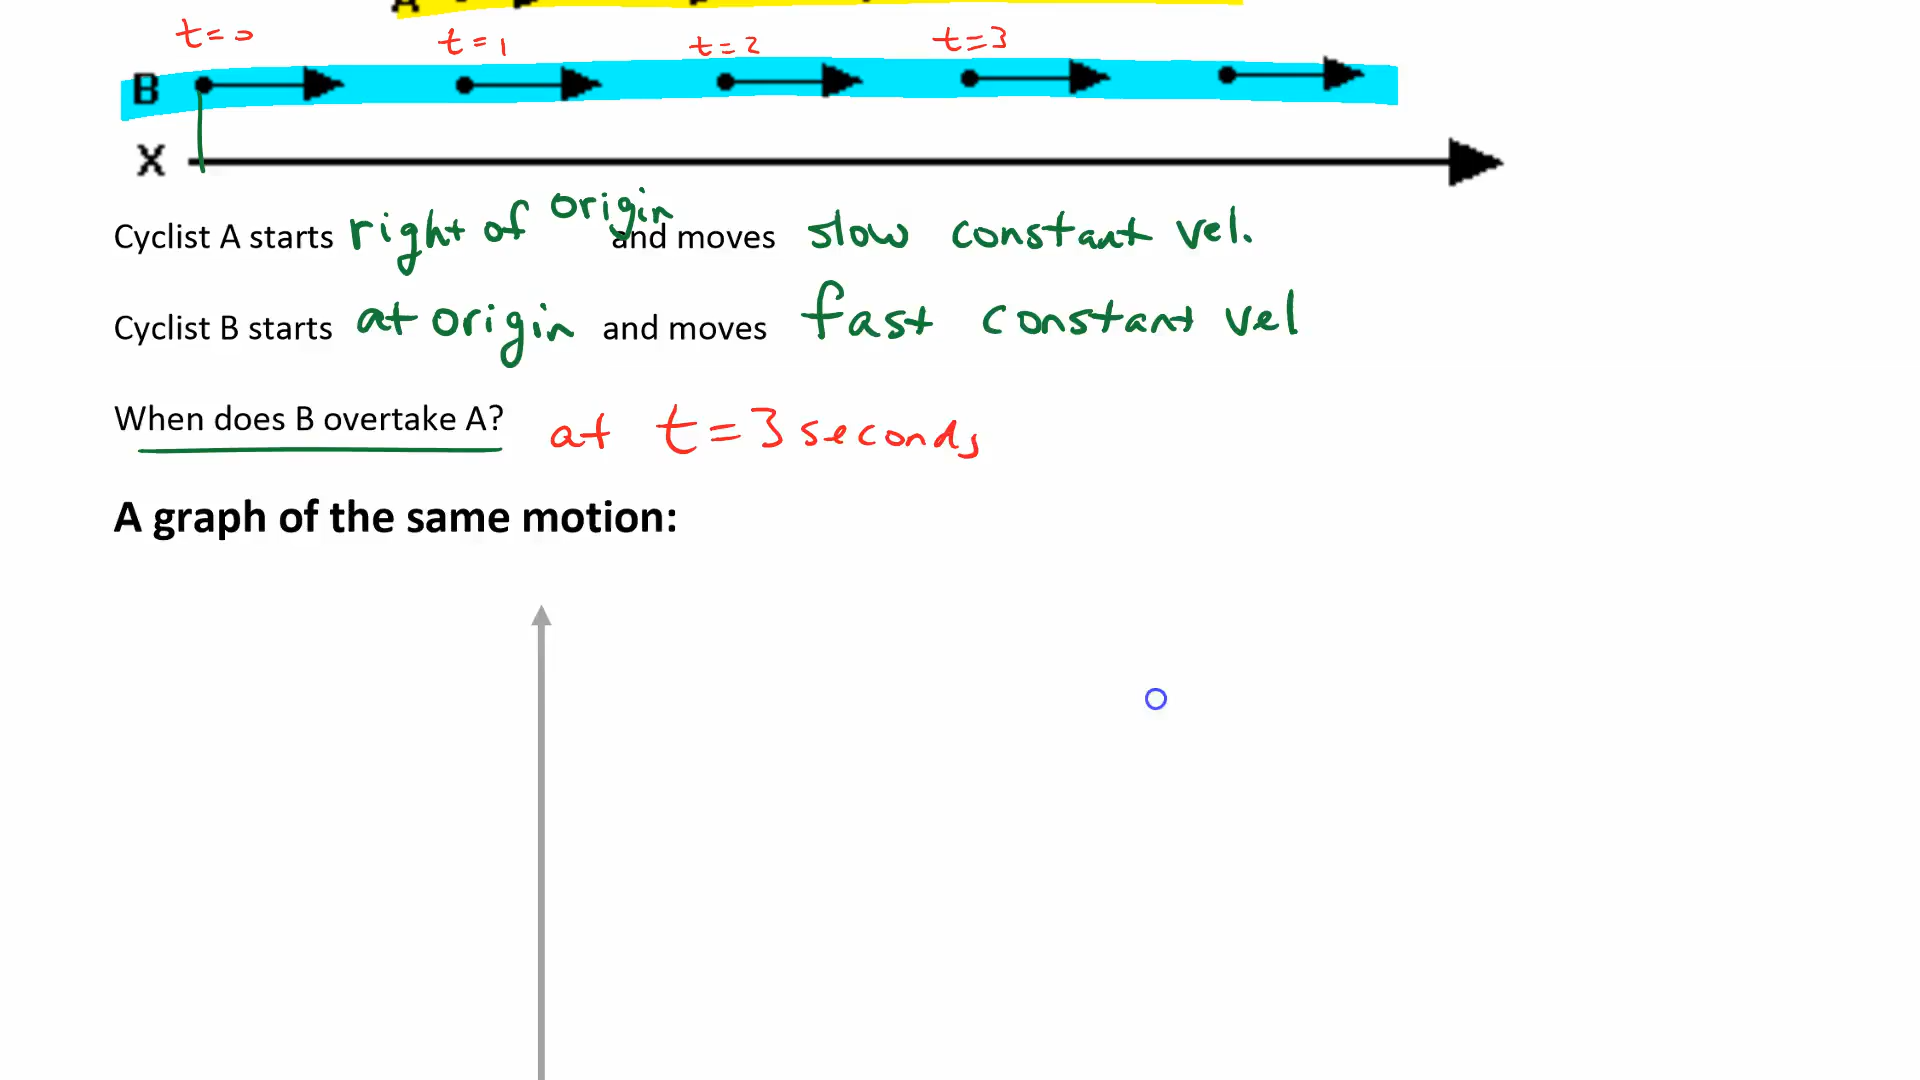 A
t=0 t=1 t=2 t=3
B
X
Cyclist A starts right of origin and moves slow constant vel.
Cyclist B starts at origin and moves fast constant vel
When does B overtake A? at t=3 seconds
A graph of the same motion: